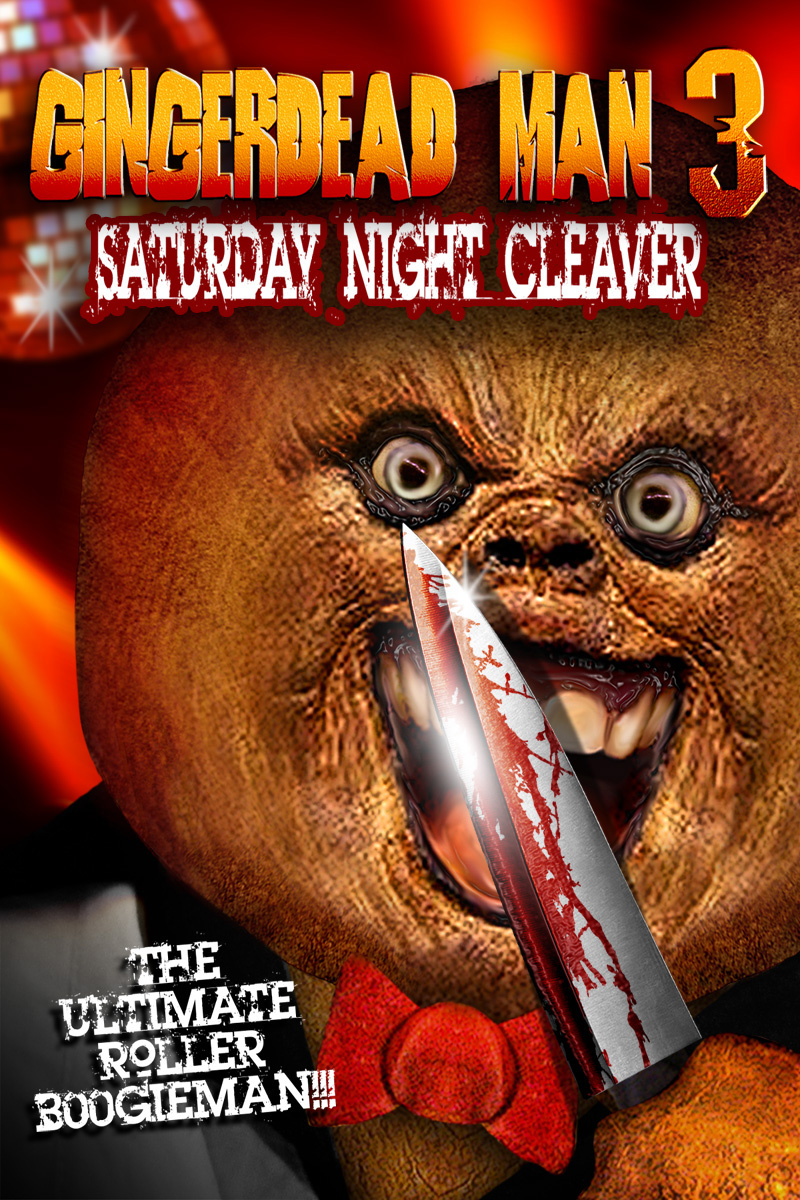 GINGERDEAD MAN 3
SATURDAY NIGHT CLEAVER
THE
ULTIMATE
ROLLER
BOOGIEMAN!!!